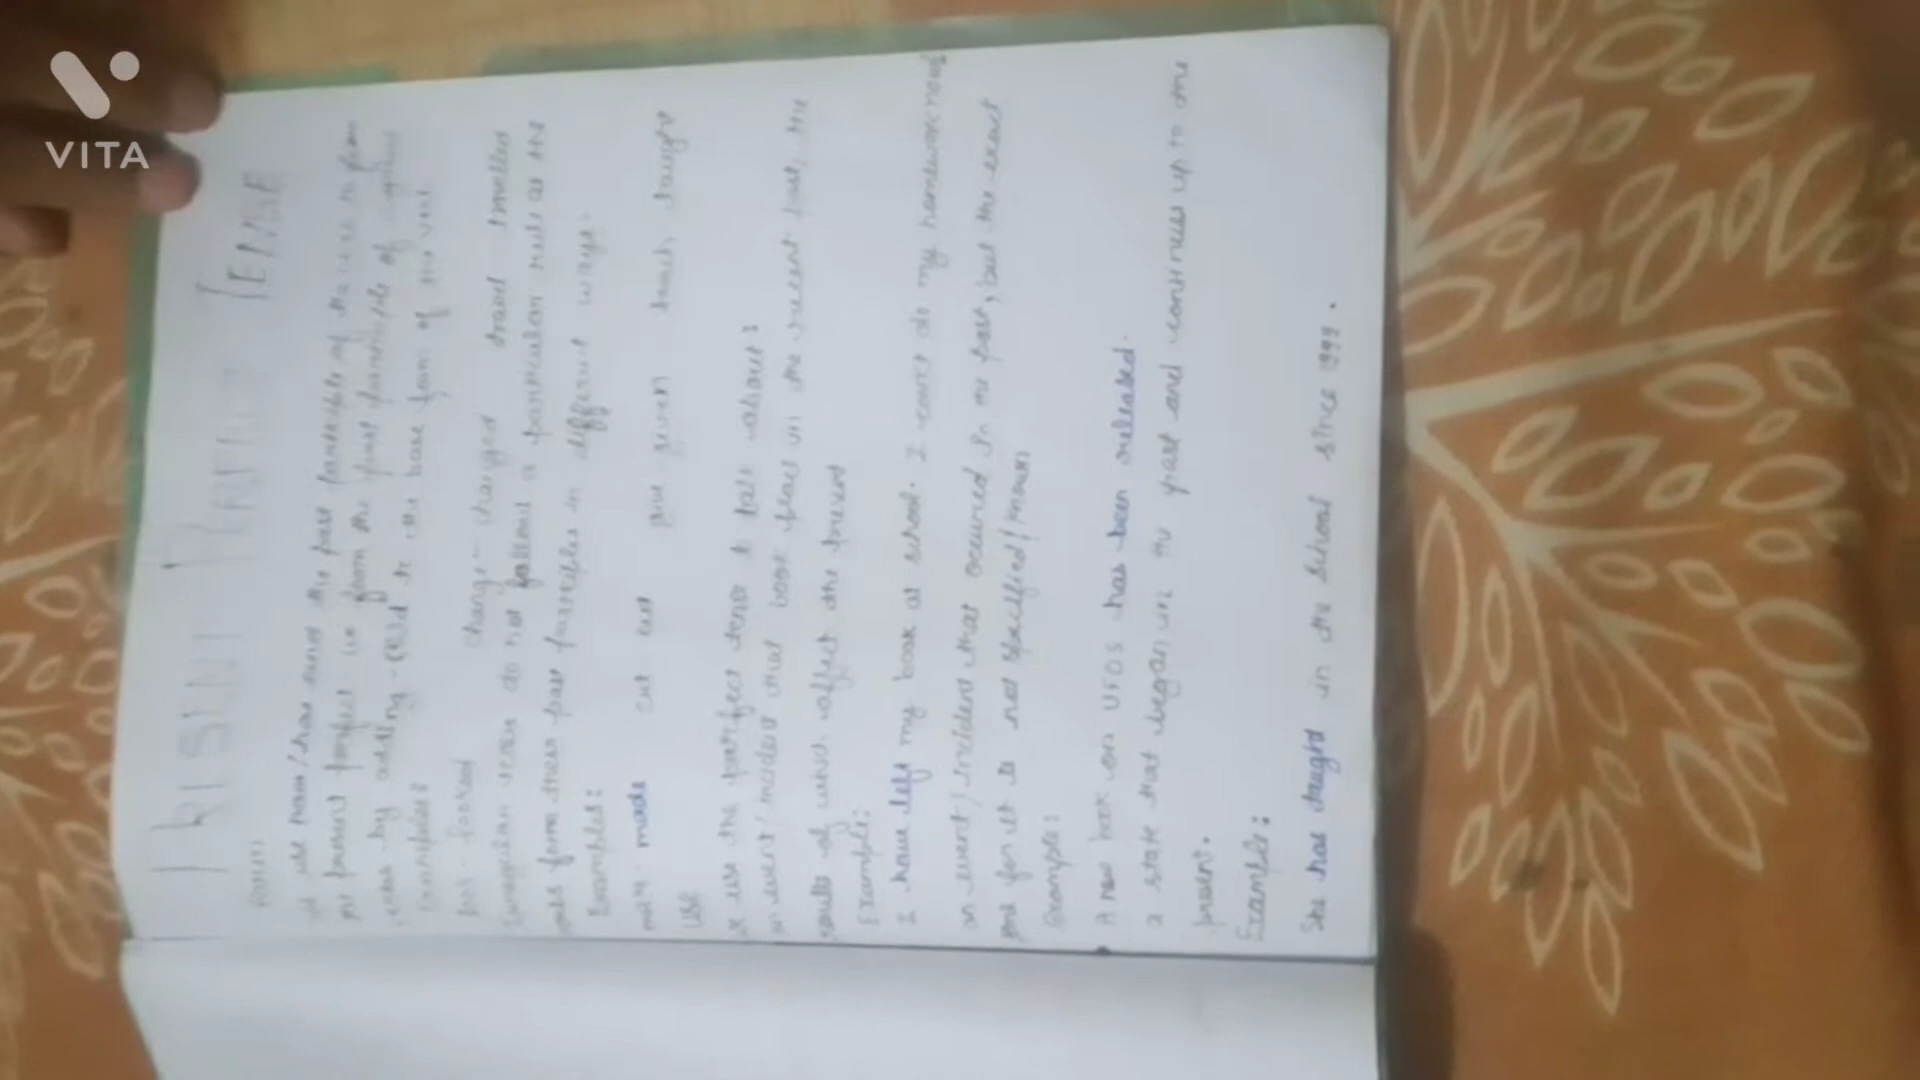 VITA
PRESENT PERFECT TENSE
FORM
use have/has and the past participle of the verb to form
the present perfect. we form the past participle of regular
verbs by adding -(e)d to the base form of the verb.
Examples:
change - changed travel travelled
Irregular verbs do not follow a particular rule as the
verbs form their past participles in different ways.
Examples:
made cut cut give given teach taught
USE
we use the perfect tense to talk about:
an event/incident that took place in the recent past, the
results of which affect the present
Example:
I have left my book at school. I can't do my homework now.
an event/incident that occured in the past, but the exact
time for it is not specified/known
Example:
A new book on UFOs has been released.
a state that began in the past and continues up to the
present.
Example:
She has taught in the school since 1999.